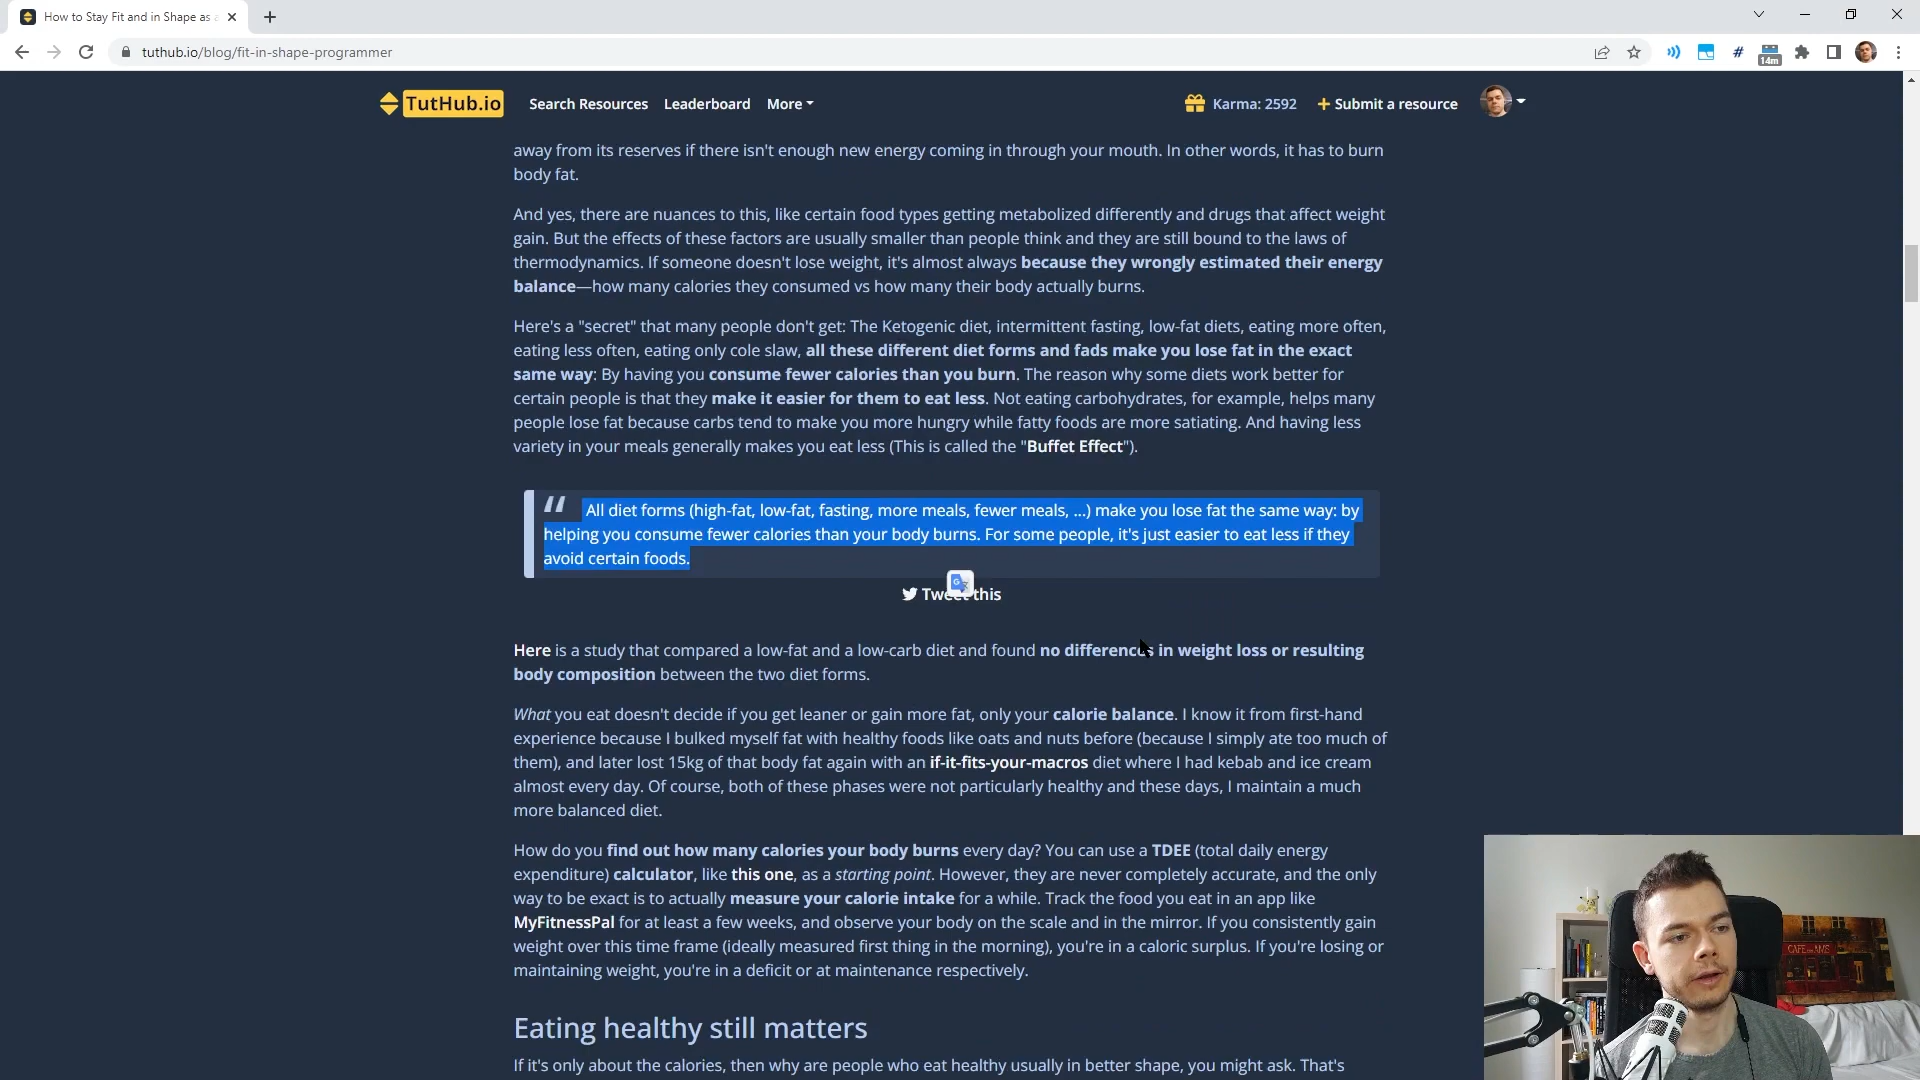 How to Stay Fit and in Shape as a
tuthub.io/blog/fit-in-shape-programmer
14m
TutHub.io Search Resources Leaderboard More Karma: 2592 + Submit a resource
away from its reserves if there isn't enough new energy coming in through your mouth. In other words, it has to burn
body fat.
And yes, there are nuances to this, like certain food types getting metabolized differently and drugs that affect weight
gain. But the effects of these factors are usually smaller than people think and they are still bound to the laws of
thermodynamics. If someone doesn't lose weight, it's almost always because they wrongly estimated their energy
balance—how many calories they consumed vs how many their body actually burns.
Here's a "secret" that many people don't get: The Ketogenic diet, intermittent fasting, low-fat diets, eating more often,
eating less often, eating only cole slaw, all these different diet forms and fads make you lose fat in the exact
same way: By having you consume fewer calories than you burn. The reason why some diets work better for
certain people is that they make it easier for them to eat less. Not eating carbohydrates, for example, helps many
people lose fat because carbs tend to make you more hungry while fatty foods are more satiating. And having less
variety in your meals generally makes you eat less (This is called the "Buffet Effect").
All diet forms (high-fat, low-fat, fasting, more meals, fewer meals, ...) make you lose fat the same way: by
helping you consume fewer calories than your body burns. For some people, it's just easier to eat less if they
avoid certain foods.
Tweet this
Here is a study that compared a low-fat and a low-carb diet and found no differences in weight loss or resulting
body composition between the two diet forms.
What you eat doesn't decide if you get leaner or gain more fat, only your calorie balance. I know it from first-hand
experience because I bulked myself fat with healthy foods like oats and nuts before (because I simply ate too much of
them), and later lost 15kg of that body fat again with an if-it-fits-your-macros diet where I had kebab and ice cream
almost every day. Of course, both of these phases were not particularly healthy and these days, I maintain a much
more balanced diet.
How do you find out how many calories your body burns every day? You can use a TDEE (total daily energy
expenditure) calculator, like this one, as a starting point. However, they are never completely accurate, and the only
way to be exact is to actually measure your calorie intake for a while. Track the food you eat in an app like
MyFitnessPal for at least a few weeks, and observe your body on the scale and in the mirror. If you consistently gain
weight over this time frame (ideally measured first thing in the morning), you're in a caloric surplus. If you're losing or
maintaining weight, you're in a deficit or at maintenance respectively.
Eating healthy still matters
If it's only about the calories, then why are people who eat healthy usually in better shape, you might ask. That's